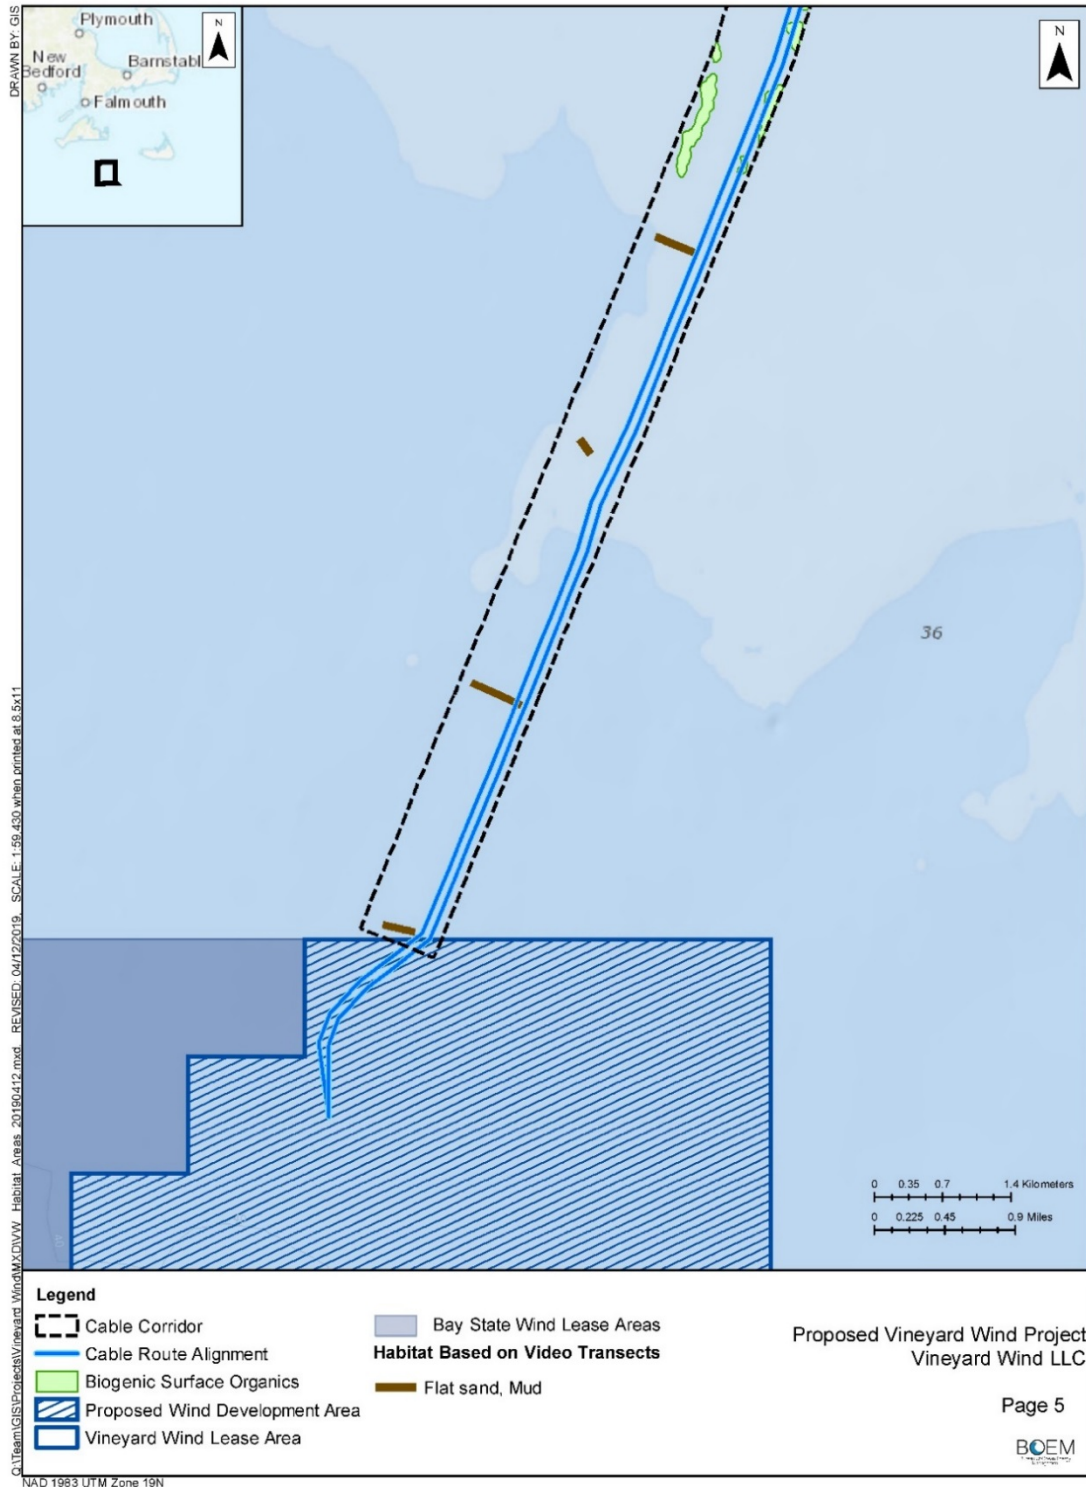 DRAWN BY: GIS
Plymouth
New
Bedford
Barnstabl
Falmouth
N
N
36
Q:\Team\GIS\Projects\Vineyard Wind\MXD\VW Habitat Areas 20190412.mxd REVISED: 04/12/2019, SCALE: 1:59,430 when printed at 8.5x11
0 0.35 0.7 1.4 Kilometers
0 0.225 0.45 0.9 Miles
Legend
Cable Corridor
Cable Route Alignment
Biogenic Surface Organics
Proposed Wind Development Area
Vineyard Wind Lease Area
Bay State Wind Lease Areas
Habitat Based on Video Transects
Flat sand, Mud
Proposed Vineyard Wind Project
Vineyard Wind LLC
Page 5
BOEM
NAD 1983 UTM Zone 19N